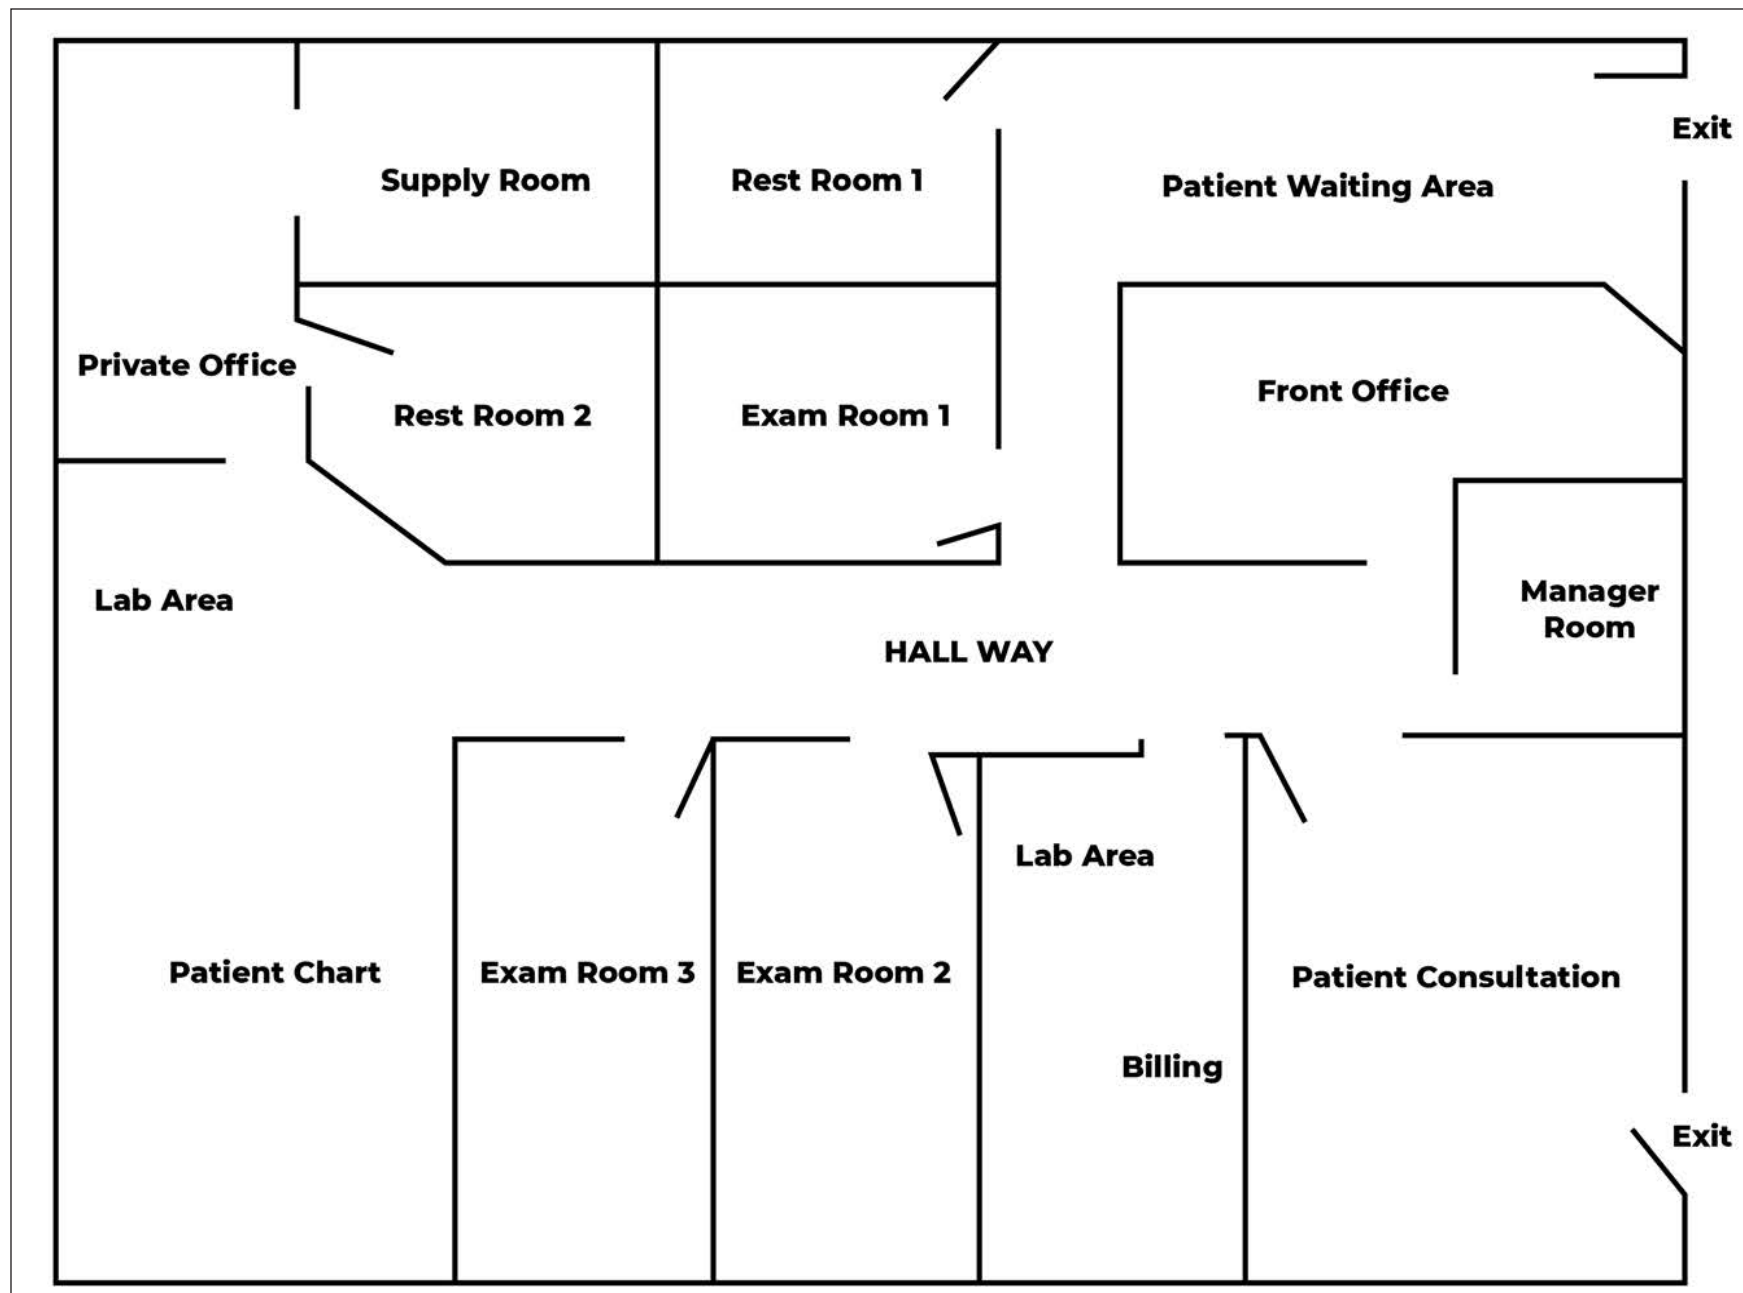 Exit
Supply Room
Rest Room 1
Patient Waiting Area
Private Office
Rest Room 2
Exam Room 1
Front Office
Lab Area
HALL WAY
Manager
Room
Lab Area
Patient Chart
Exam Room 3
Exam Room 2
Patient Consultation
Billing
Exit